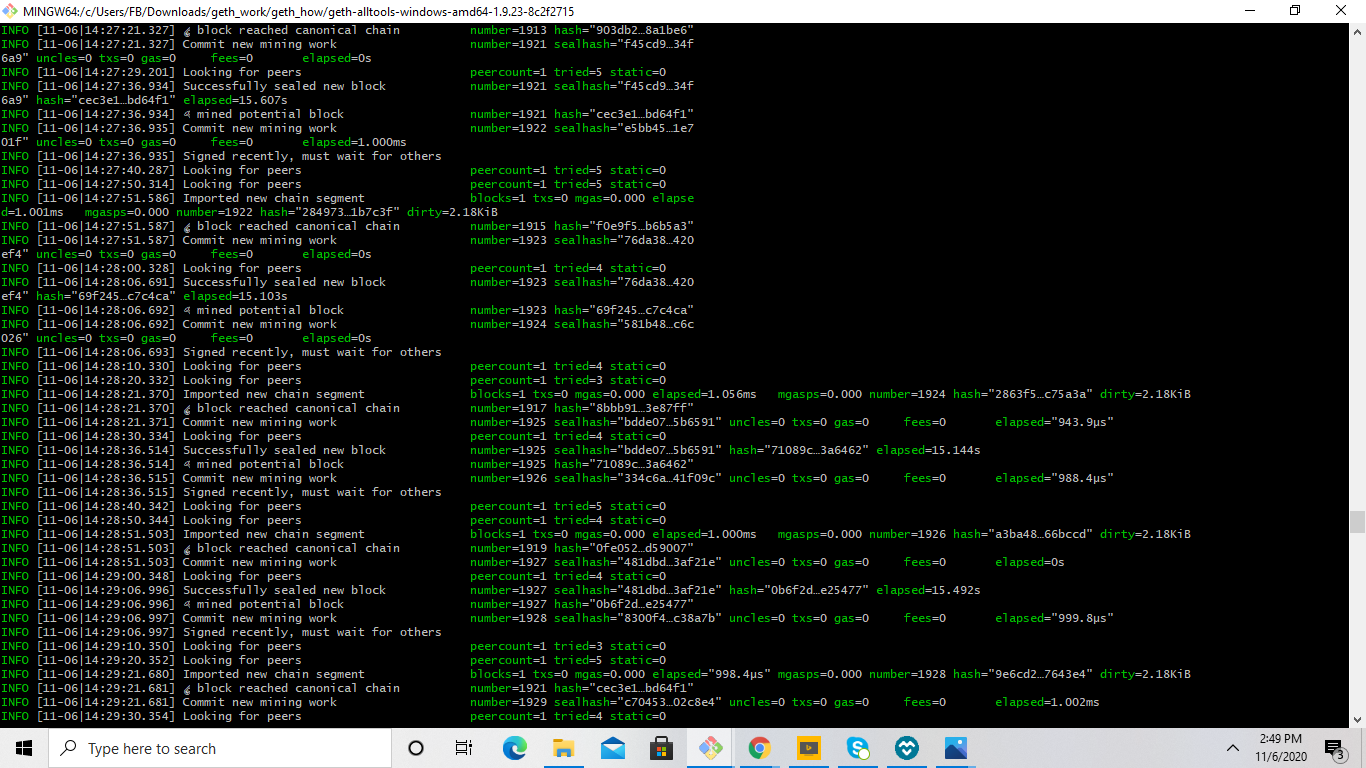 MINGW64:/c/Users/FB/Downloads/geth_work/geth_how/geth-alltools-windows-amd64-1.9.23-8c2f2715
INFO [11-06|14:27:21.327] 🔗 block reached canonical chain number=1913 hash="903db2…8a1be6"
INFO [11-06|14:27:21.327] Commit new mining work number=1921 sealhash="f45cd9…34f
6a9" uncles=0 txs=0 gas=0 fees=0 elapsed=0s
INFO [11-06|14:27:29.201] Looking for peers peercount=1 tried=5 static=0
INFO [11-06|14:27:36.934] Successfully sealed new block number=1921 sealhash="f45cd9…34f
6a9" hash="cec3e1…bd64f1" elapsed=15.607s
INFO [11-06|14:27:36.934] 🔨 mined potential block number=1921 hash="cec3e1…bd64f1"
INFO [11-06|14:27:36.935] Commit new mining work number=1922 sealhash="e5bb45…1e7
01f" uncles=0 txs=0 gas=0 fees=0 elapsed=1.000ms
INFO [11-06|14:27:36.935] Signed recently, must wait for others
INFO [11-06|14:27:40.287] Looking for peers peercount=1 tried=5 static=0
INFO [11-06|14:27:50.314] Looking for peers peercount=1 tried=5 static=0
INFO [11-06|14:27:51.586] Imported new chain segment blocks=1 txs=0 mgas=0.000 elapse
d=1.001ms mgasps=0.000 number=1922 hash="284973…1b7c3f" dirty=2.18KiB
INFO [11-06|14:27:51.587] 🔗 block reached canonical chain number=1915 hash="f0e9f5…b6b5a3"
INFO [11-06|14:27:51.587] Commit new mining work number=1923 sealhash="76da38…420
ef4" uncles=0 txs=0 gas=0 fees=0 elapsed=0s
INFO [11-06|14:28:00.328] Looking for peers peercount=1 tried=4 static=0
INFO [11-06|14:28:06.691] Successfully sealed new block number=1923 sealhash="76da38…420
ef4" hash="69f245…c7c4ca" elapsed=15.103s
INFO [11-06|14:28:06.692] 🔨 mined potential block number=1923 hash="69f245…c7c4ca"
INFO [11-06|14:28:06.692] Commit new mining work number=1924 sealhash="581b48…c6c
026" uncles=0 txs=0 gas=0 fees=0 elapsed=0s
INFO [11-06|14:28:06.693] Signed recently, must wait for others
INFO [11-06|14:28:10.330] Looking for peers peercount=1 tried=4 static=0
INFO [11-06|14:28:20.332] Looking for peers peercount=1 tried=3 static=0
INFO [11-06|14:28:21.370] Imported new chain segment blocks=1 txs=0 mgas=0.000 elapsed=1.056ms mgasps=0.000 number=1924 hash="2863f5…c75a3a" dirty=2.18KiB
INFO [11-06|14:28:21.370] 🔗 block reached canonical chain number=1917 hash="8bbb91…3e87ff"
INFO [11-06|14:28:21.371] Commit new mining work number=1925 sealhash="bdde07…5b6591" uncles=0 txs=0 gas=0 fees=0 elapsed="943.9µs"
INFO [11-06|14:28:30.334] Looking for peers peercount=1 tried=4 static=0
INFO [11-06|14:28:36.514] Successfully sealed new block number=1925 sealhash="bdde07…5b6591" hash="71089c…3a6462" elapsed=15.144s
INFO [11-06|14:28:36.514] 🔨 mined potential block number=1925 hash="71089c…3a6462"
INFO [11-06|14:28:36.515] Commit new mining work number=1926 sealhash="334c6a…41f09c" uncles=0 txs=0 gas=0 fees=0 elapsed="988.4µs"
INFO [11-06|14:28:36.515] Signed recently, must wait for others
INFO [11-06|14:28:40.342] Looking for peers peercount=1 tried=5 static=0
INFO [11-06|14:28:50.344] Looking for peers peercount=1 tried=4 static=0
INFO [11-06|14:28:51.503] Imported new chain segment blocks=1 txs=0 mgas=0.000 elapsed=1.000ms mgasps=0.000 number=1926 hash="a3ba48…66bccd" dirty=2.18KiB
INFO [11-06|14:28:51.503] 🔗 block reached canonical chain number=1919 hash="0fe052…d59007"
INFO [11-06|14:28:51.503] Commit new mining work number=1927 sealhash="481dbd…3af21e" uncles=0 txs=0 gas=0 fees=0 elapsed=0s
INFO [11-06|14:29:00.348] Looking for peers peercount=1 tried=4 static=0
INFO [11-06|14:29:06.996] Successfully sealed new block number=1927 sealhash="481dbd…3af21e" hash="0b6f2d…e25477" elapsed=15.492s
INFO [11-06|14:29:06.996] 🔨 mined potential block number=1927 hash="0b6f2d…e25477"
INFO [11-06|14:29:06.997] Commit new mining work number=1928 sealhash="8300f4…c38a7b" uncles=0 txs=0 gas=0 fees=0 elapsed="999.8µs"
INFO [11-06|14:29:06.997] Signed recently, must wait for others
INFO [11-06|14:29:10.350] Looking for peers peercount=1 tried=3 static=0
INFO [11-06|14:29:20.352] Looking for peers peercount=1 tried=5 static=0
INFO [11-06|14:29:21.680] Imported new chain segment blocks=1 txs=0 mgas=0.000 elapsed="998.4µs" mgasps=0.000 number=1928 hash="9e6cd2…7643e4" dirty=2.18KiB
INFO [11-06|14:29:21.681] 🔗 block reached canonical chain number=1921 hash="cec3e1…bd64f1"
INFO [11-06|14:29:21.681] Commit new mining work number=1929 sealhash="c70453…02c8e4" uncles=0 txs=0 gas=0 fees=0 elapsed=1.002ms
INFO [11-06|14:29:30.354] Looking for peers peercount=1 tried=4 static=0
Type here to search
2:49 PM
11/6/2020
3